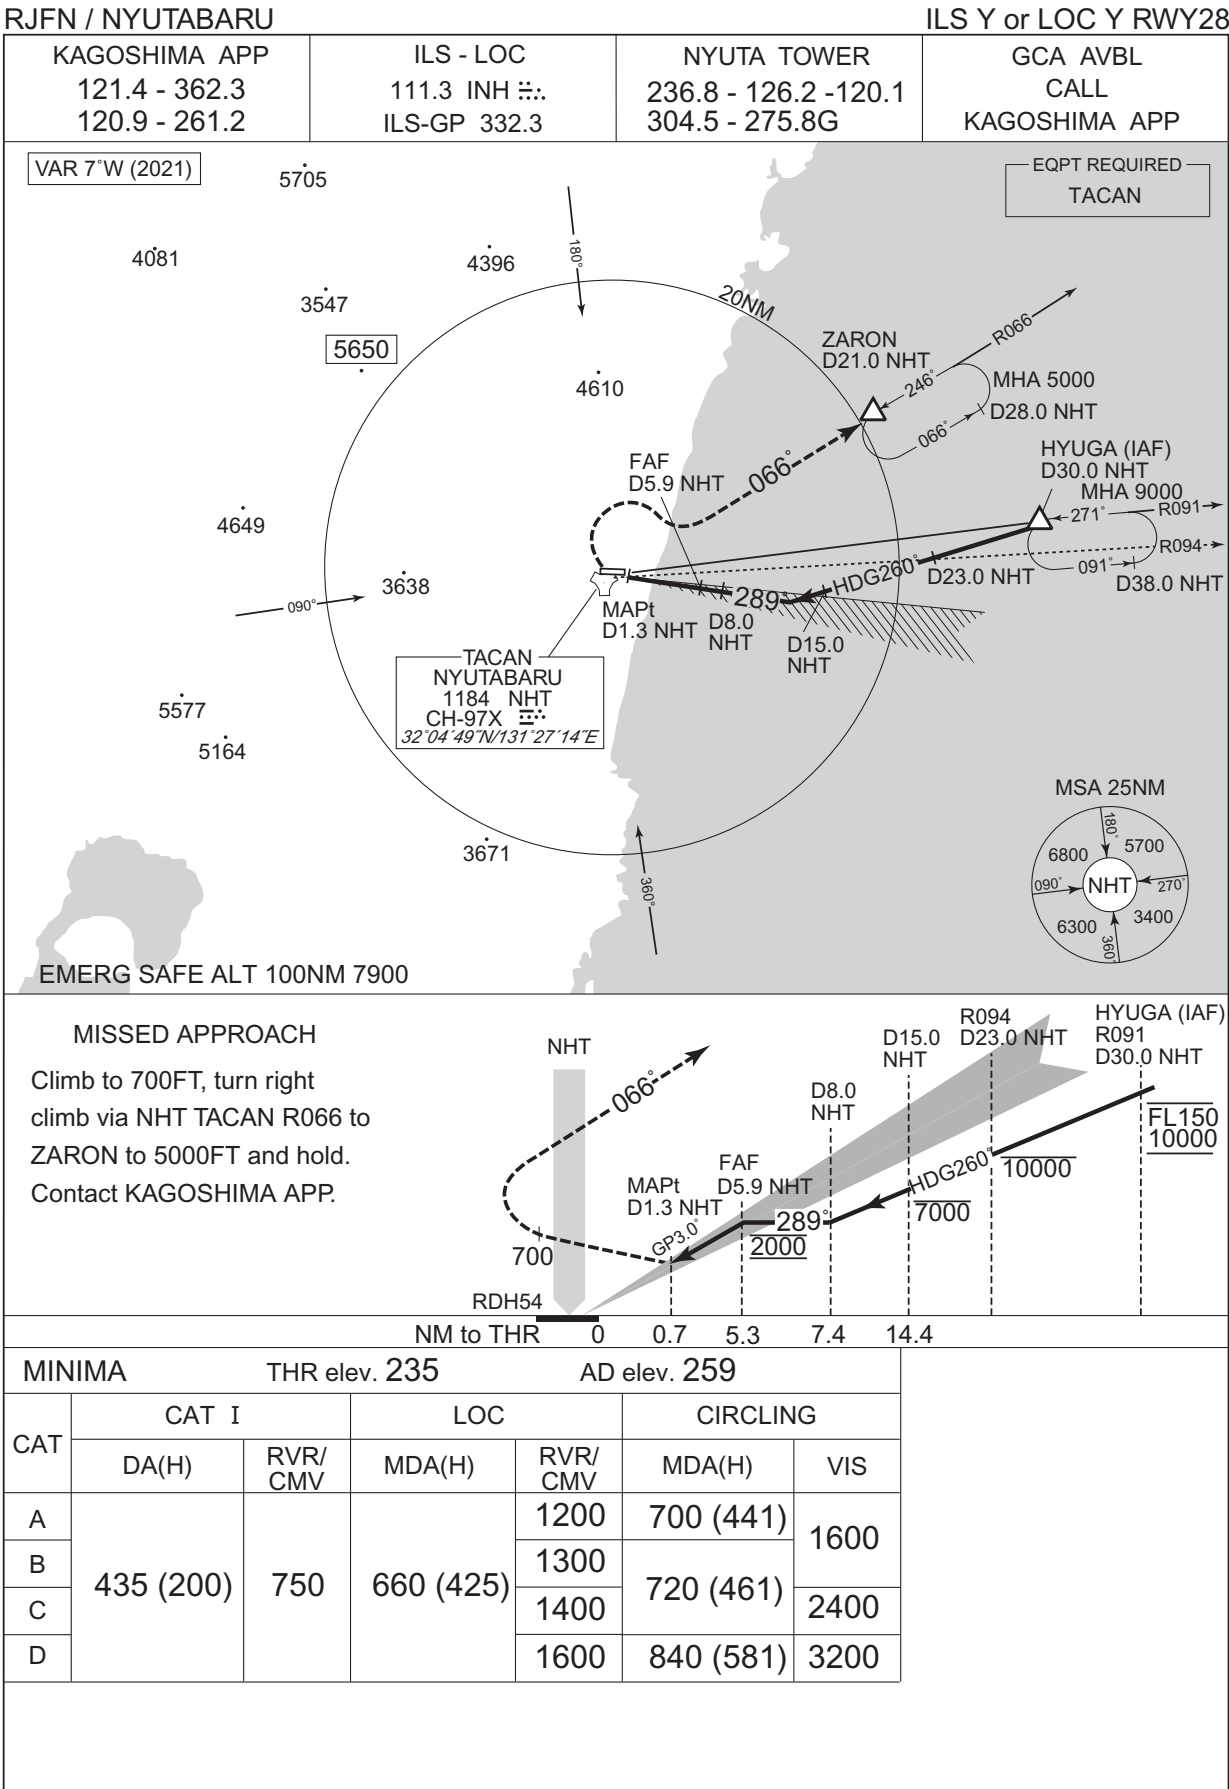 RJFN / NYUTABARU
ILS Y or LOC Y RWY28
KAGOSHIMA APP
121.4 - 362.3
120.9 - 261.2
ILS - LOC
111.3 INH
ILS-GP 332.3
NYUTA TOWER
236.8 - 126.2 -120.1
304.5 - 275.8G
GCA AVBL
CALL
KAGOSHIMA APP
VAR 7°W (2021)
EQPT REQUIRED
TACAN
5705
4081
4396
180°
3547
20NM
5650
4610
ZARON
D21.0 NHT
R066
246°
MHA 5000
D28.0 NHT
066°
HYUGA (IAF)
D30.0 NHT
MHA 9000
271°
R091
R094
091°
D38.0 NHT
FAF
D5.9 NHT
066°
4649
3638
090°
HDG260°
D23.0 NHT
289°
MAPt
D1.3 NHT
D8.0
NHT
D15.0
NHT
TACAN
NYUTABARU
1184 NHT
CH-97X
32°04´49˝N/131°27´14˝E
5577
5164
3671
360°
MSA 25NM
180°
6800
5700
090°
NHT
270°
6300
3400
360°
EMERG SAFE ALT 100NM 7900
MISSED APPROACH
Climb to 700FT, turn right
climb via NHT TACAN R066 to
ZARON to 5000FT and hold.
Contact KAGOSHIMA APP.
NHT
066°
700
RDH54
MAPt
D1.3 NHT
GP3.0°
FAF
D5.9 NHT
289°
2000
D8.0
NHT
D15.0
NHT
HDG260°
7000
R094
D23.0 NHT
10000
HYUGA (IAF)
R091
D30.0 NHT
FL150
10000
NM to THR 0 0.7 5.3 7.4 14.4
MINIMA THR elev. 235 AD elev. 259
CAT
CAT I LOC CIRCLING
DA(H) RVR/ CMV MDA(H) RVR/ CMV MDA(H) VIS
A 435 (200) 750 660 (425) 1200 700 (441) 1600
B 1300 720 (461)
C 1400 2400
D 1600 840 (581) 3200